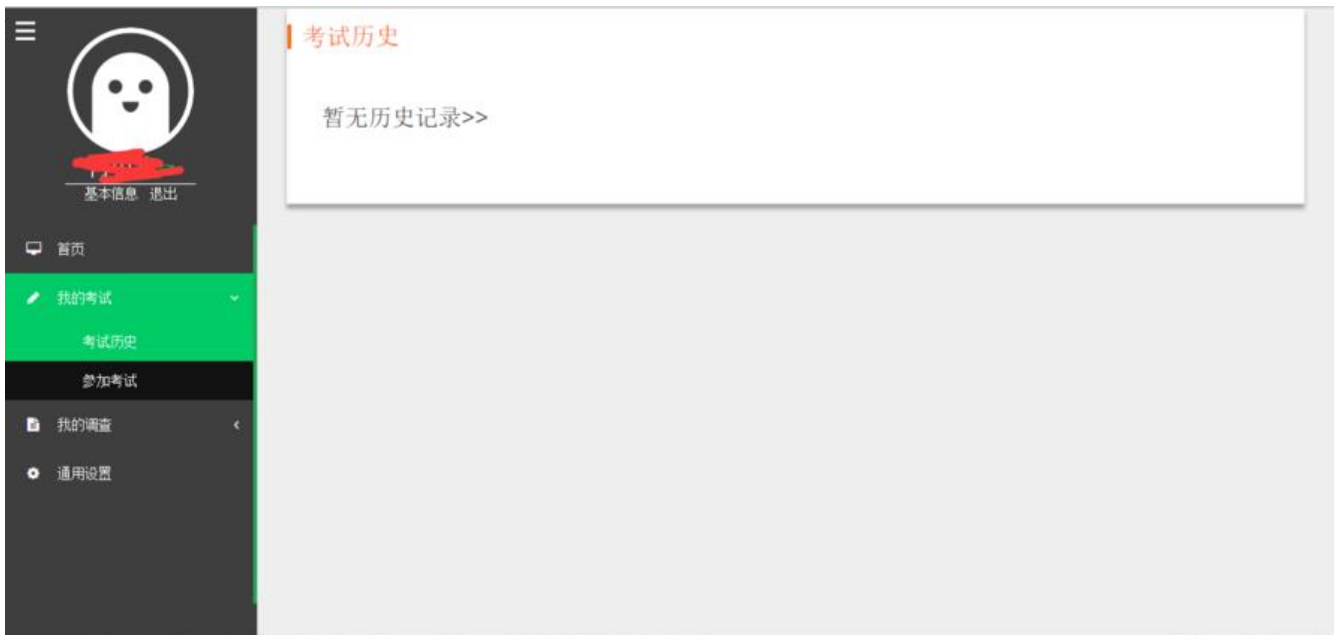 考试历史
暂无历史记录>>
基本信息 退出
首页
我的考试
考试历史
参加考试
我的调查
通用设置